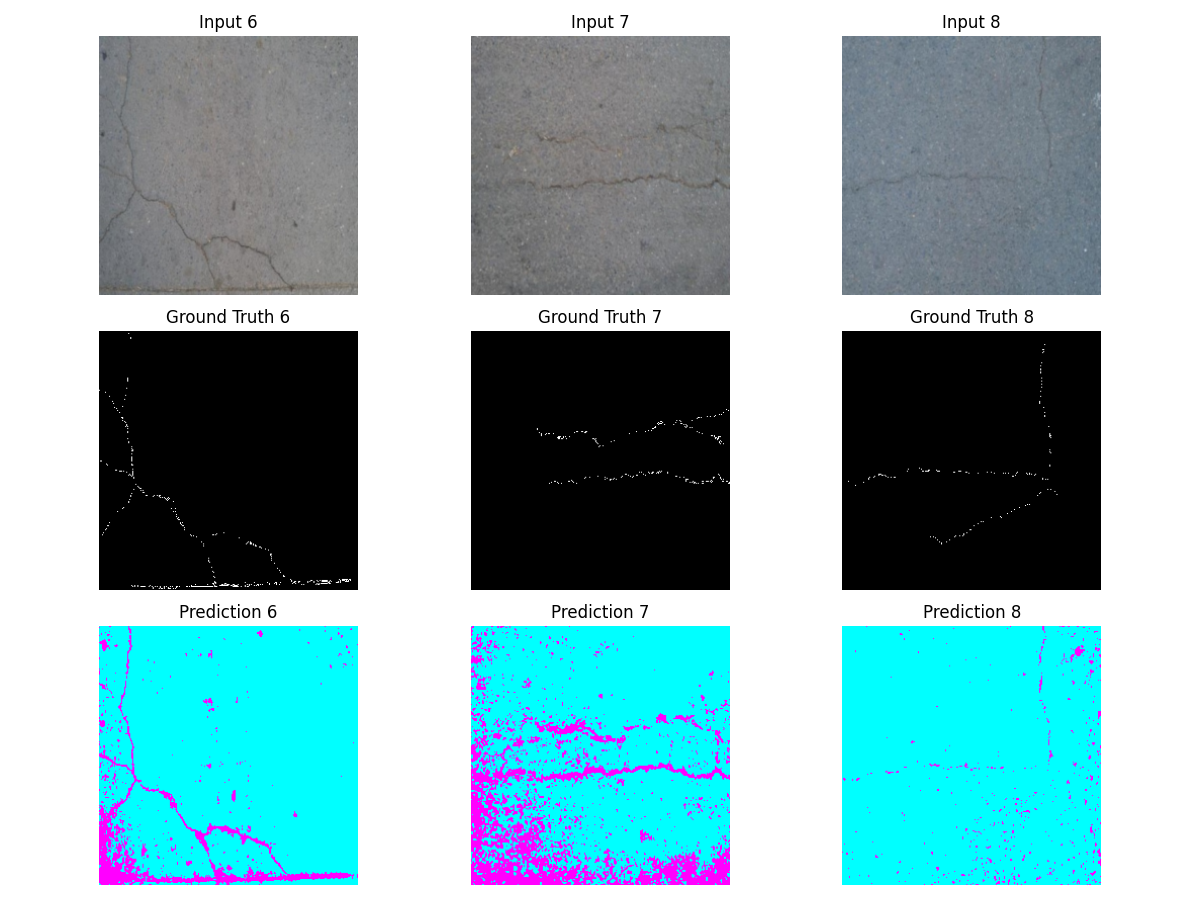 Input 6
Input 7
Input 8
Ground Truth 6
Ground Truth 7
Ground Truth 8
Prediction 6
Prediction 7
Prediction 8